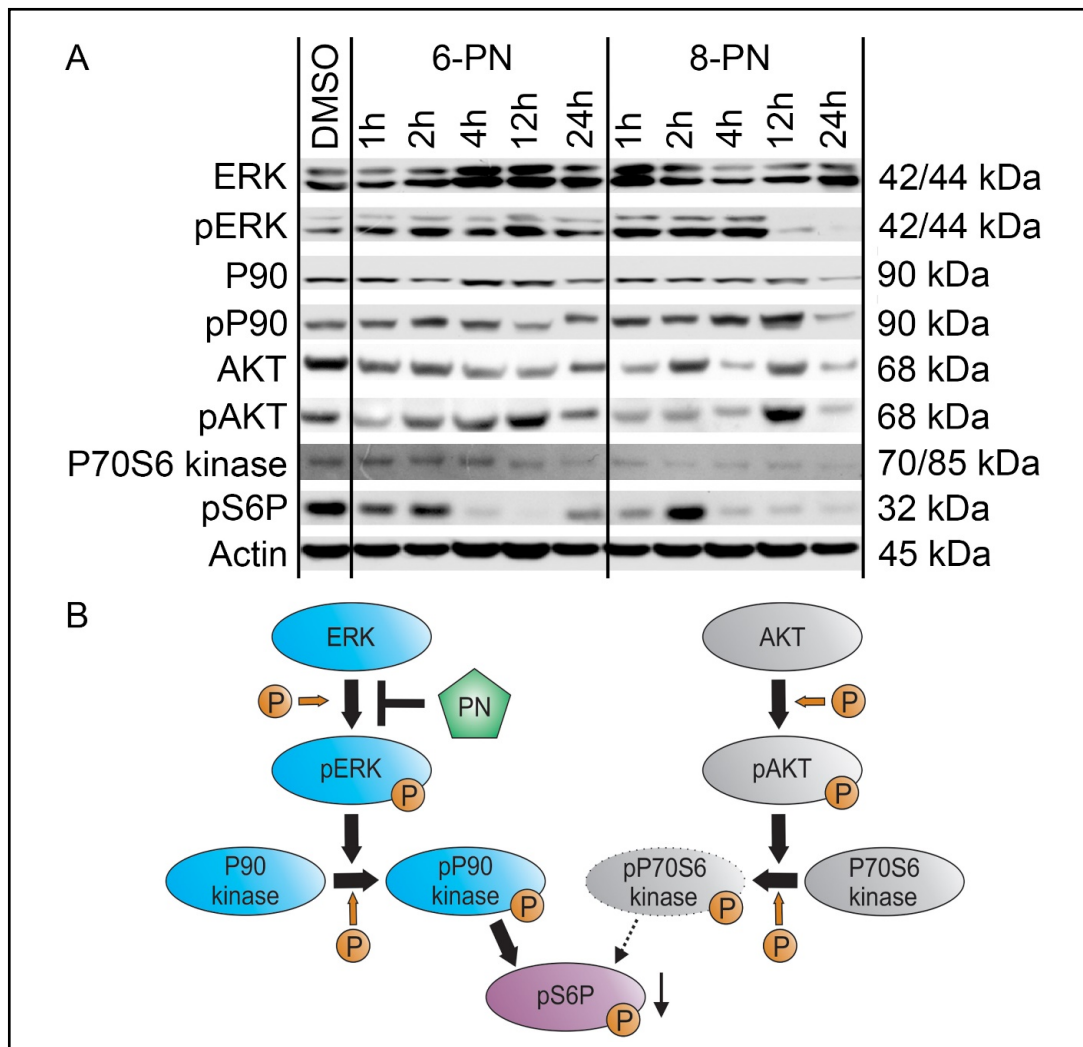 A
DMSO
6-PN
8-PN
1h
2h
4h
12h
24h
1h
2h
4h
12h
24h
ERK 42/44 kDa
pERK 42/44 kDa
P90 90 kDa
pP90 90 kDa
AKT 68 kDa
pAKT 68 kDa
P70S6 kinase 70/85 kDa
pS6P 32 kDa
Actin 45 kDa
B
ERK
AKT
P
PN
P
pERK
P
pAKT
P
P90
kinase
pP90
kinase
P
pP70S6
kinase
P
P70S6
kinase
P
P
pS6P
P